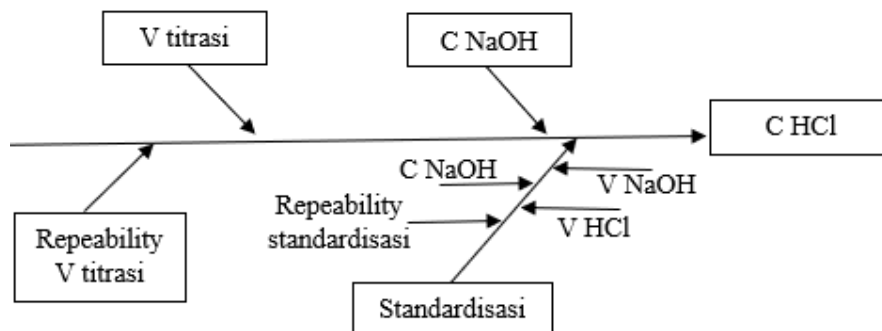 V titrasi
C NaOH
C HCl
C NaOH
V NaOH
Repeability
standardisasi
V HCl
Repeability
V titrasi
Standardisasi